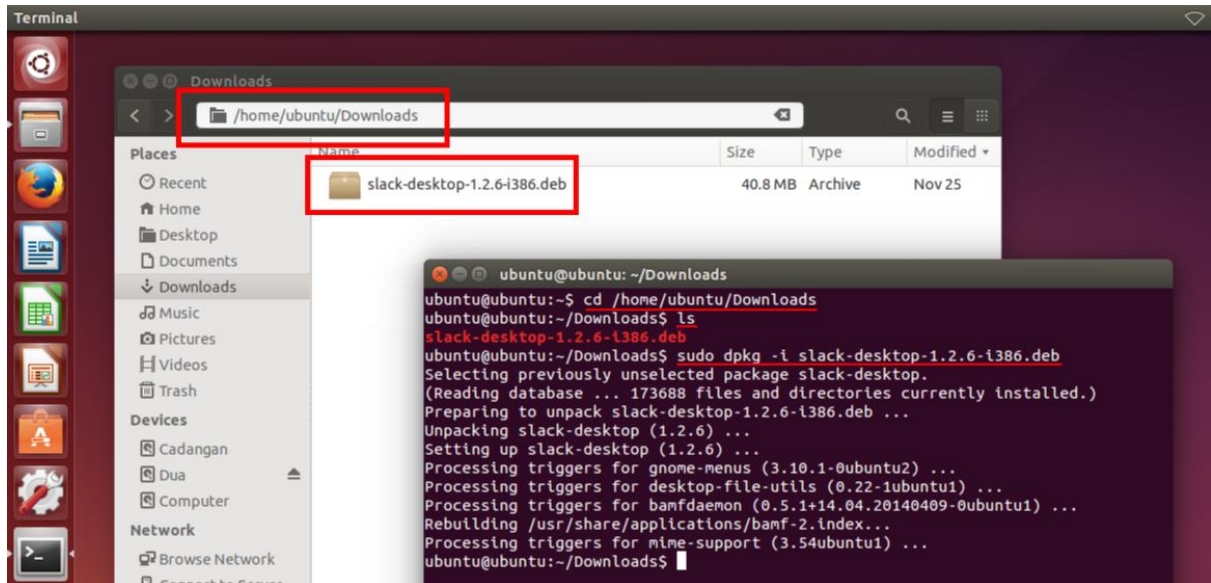 Terminal
Downloads
/home/ubuntu/Downloads
Places
Name Size Type Modified
Recent
slack-desktop-1.2.6-i386.deb 40.8 MB Archive Nov 25
Home
Desktop
Documents
Downloads
Music
Pictures
Videos
Trash
Devices
Cadangan
Dua
Computer
Network
Browse Network
Connect to Server
ubuntu@ubuntu: ~/Downloads
ubuntu@ubuntu:~$ cd /home/ubuntu/Downloads
ubuntu@ubuntu:~/Downloads$ ls
slack-desktop-1.2.6-i386.deb
ubuntu@ubuntu:~/Downloads$ sudo dpkg -i slack-desktop-1.2.6-i386.deb
Selecting previously unselected package slack-desktop.
(Reading database ... 173688 files and directories currently installed.)
Preparing to unpack slack-desktop-1.2.6-i386.deb ...
Unpacking slack-desktop (1.2.6) ...
Setting up slack-desktop (1.2.6) ...
Processing triggers for gnome-menus (3.10.1-0ubuntu2) ...
Processing triggers for desktop-file-utils (0.22-1ubuntu1) ...
Processing triggers for bamfdaemon (0.5.1+14.04.20140409-0ubuntu1) ...
Rebuilding /usr/share/applications/bamf-2.index...
Processing triggers for mime-support (3.54ubuntu1) ...
ubuntu@ubuntu:~/Downloads$